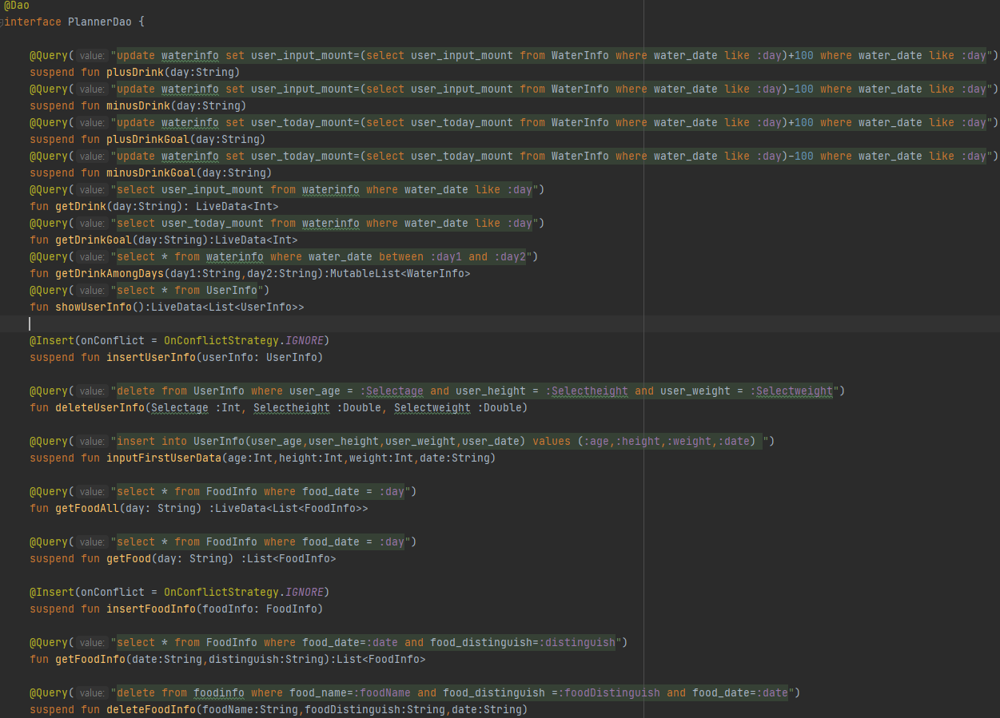 @Dao
interface PlannerDao {
@Query( value: "update waterinfo set user_input_mount=(select user_input_mount from WaterInfo where water_date like :day)+100 where water_date like :day")
suspend fun plusDrink(day:String)
@Query( value: "update waterinfo set user_input_mount=(select user_input_mount from WaterInfo where water_date like :day)-100 where water_date like :day")
suspend fun minusDrink(day:String)
@Query( value: "update waterinfo set user_today_mount=(select user_today_mount from WaterInfo where water_date like :day)+100 where water_date like :day")
suspend fun plusDrinkGoal(day:String)
@Query( value: "update waterinfo set user_today_mount=(select user_today_mount from WaterInfo where water_date like :day)-100 where water_date like :day")
suspend fun minusDrinkGoal(day:String)
@Query( value: "select user_input_mount from waterinfo where water_date like :day")
fun getDrink(day:String): LiveData<Int>
@Query( value: "select user_today_mount from waterinfo where water_date like :day")
fun getDrinkGoal(day:String):LiveData<Int>
@Query( value: "select * from waterinfo where water_date between :day1 and :day2")
fun getDrinkAmongDays(day1:String,day2:String):MutableList<WaterInfo>
@Query( value: "select * from UserInfo")
fun showUserInfo():LiveData<List<UserInfo>>
@Insert(onConflict = OnConflictStrategy.IGNORE)
suspend fun insertUserInfo(userInfo: UserInfo)
@Query( value: "delete from UserInfo where user_age = :Selectage and user_height = :Selectheight and user_weight = :Selectweight")
fun deleteUserInfo(Selectage :Int, Selectheight :Double, Selectweight :Double)
@Query( value: "insert into UserInfo(user_age,user_height,user_weight,user_date) values (:age,:height,:weight,:date) ")
suspend fun inputFirstUserData(age:Int,height:Int,weight:Int,date:String)
@Query( value: "select * from FoodInfo where food_date = :day")
fun getFoodAll(day: String) :LiveData<List<FoodInfo>>
@Query( value: "select * from FoodInfo where food_date = :day")
suspend fun getFood(day: String) :List<FoodInfo>
@Insert(onConflict = OnConflictStrategy.IGNORE)
suspend fun insertFoodInfo(foodInfo: FoodInfo)
@Query( value: "select * from FoodInfo where food_date=:date and food_distinguish=:distinguish")
fun getFoodInfo(date:String,distinguish:String):List<FoodInfo>
@Query( value: "delete from foodinfo where food_name=:foodName and food_distinguish =:foodDistinguish and food_date=:date")
suspend fun deleteFoodInfo(foodName:String,foodDistinguish:String,date:String)